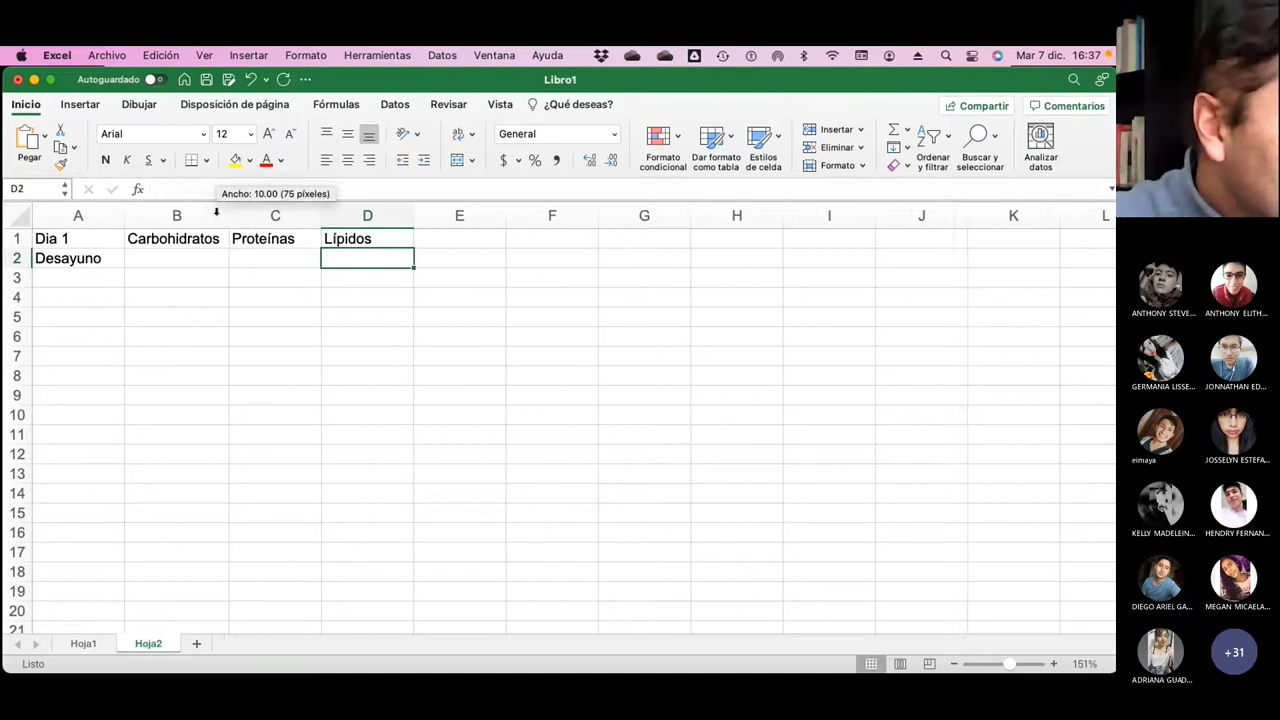 Excel Archivo Edición Ver Insertar Formato Herramientas Datos Ventana Ayuda Mar 7 dic. 16:37
Autoguardado Libro1
Inicio Insertar Dibujar Disposición de página Fórmulas Datos Revisar Vista ¿Qué deseas? Compartir Comentarios
Pegar Arial 12 General Formato condicional Dar formato como tabla Estilos de celda Insertar Eliminar Formato Ordenar y filtrar Buscar y seleccionar Analizar datos
N K S $ % 
D2 fx Ancho: 10.00 (75 píxeles)
A B C D E F G H I J K L
1 Dia 1 Carbohidratos Proteínas Lípidos
2 Desayuno
3
4
5
6
7
8
9
10
11
12
13
14
15
16
17
18
19
20
21
Hoja1 Hoja2 +
Listo 151%
ANTHONY STEVE... ANTHONY ELITH...
GERMANIA LISSE... JONNATHAN ED...
eimaya JOSSELYN ESTEFA...
KELLY MADELEIN... HENDRY FERNAN...
DIEGO ARIEL GA... MEGAN MICAELA...
ADRIANA GUAD... +31